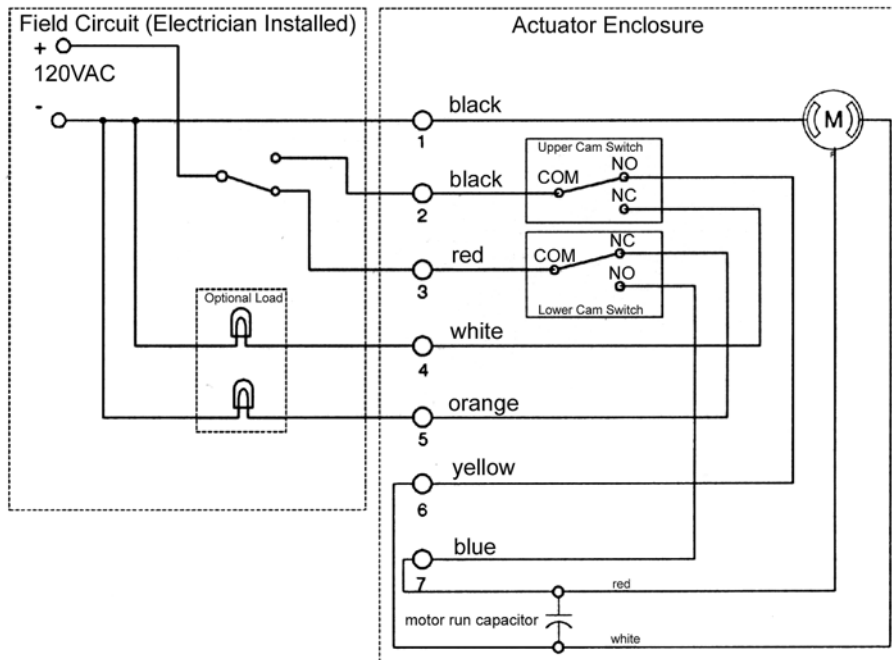 Field Circuit (Electrician Installed)
Actuator Enclosure
+
120VAC
-
black
1
M
Upper Cam Switch
NO
COM
NC
black
2
NC
COM
NO
Lower Cam Switch
red
3
Optional Load
white
4
orange
5
yellow
6
blue
7
red
motor run capacitor
white